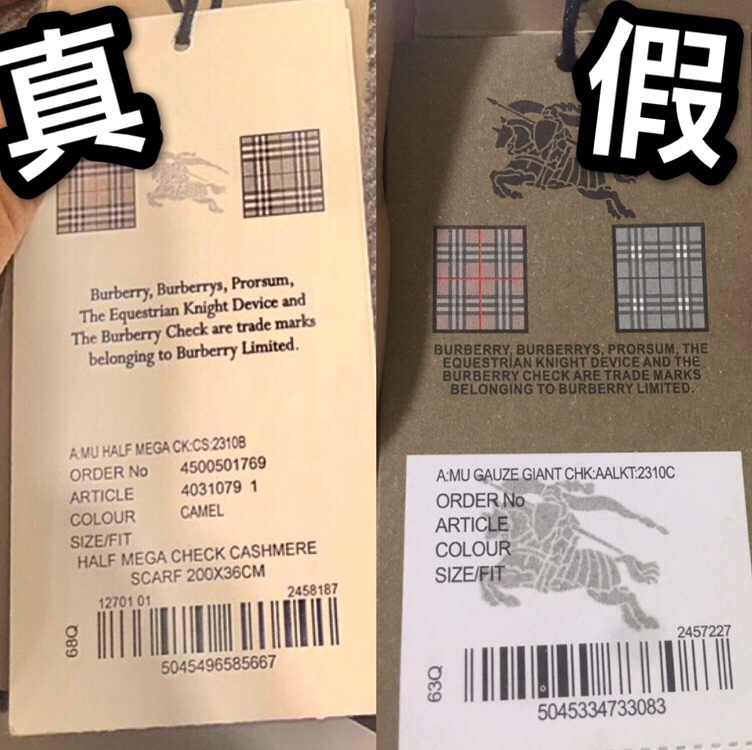 真
Burberry, Burberrys, Prorsum,
The Equestrian Knight Device and
The Burberry Check are trade marks
belonging to Burberry Limited.
A:MU HALF MEGA CK:CS:2310B
ORDER No 4500501769
ARTICLE 4031079 1
COLOUR CAMEL
SIZE/FIT
HALF MEGA CHECK CASHMERE
SCARF 200X36CM
12701 01 2458187
68Q
5045496585667
假
BURBERRY, BURBERRYS, PRORSUM, THE
EQUESTRIAN KNIGHT DEVICE AND THE
BURBERRY CHECK ARE TRADE MARKS
BELONGING TO BURBERRY LIMITED.
A:MU GAUZE GIANT CHK:AALKT:2310C
ORDER No
ARTICLE
COLOUR
SIZE/FIT
2457227
63Q
5045334733083